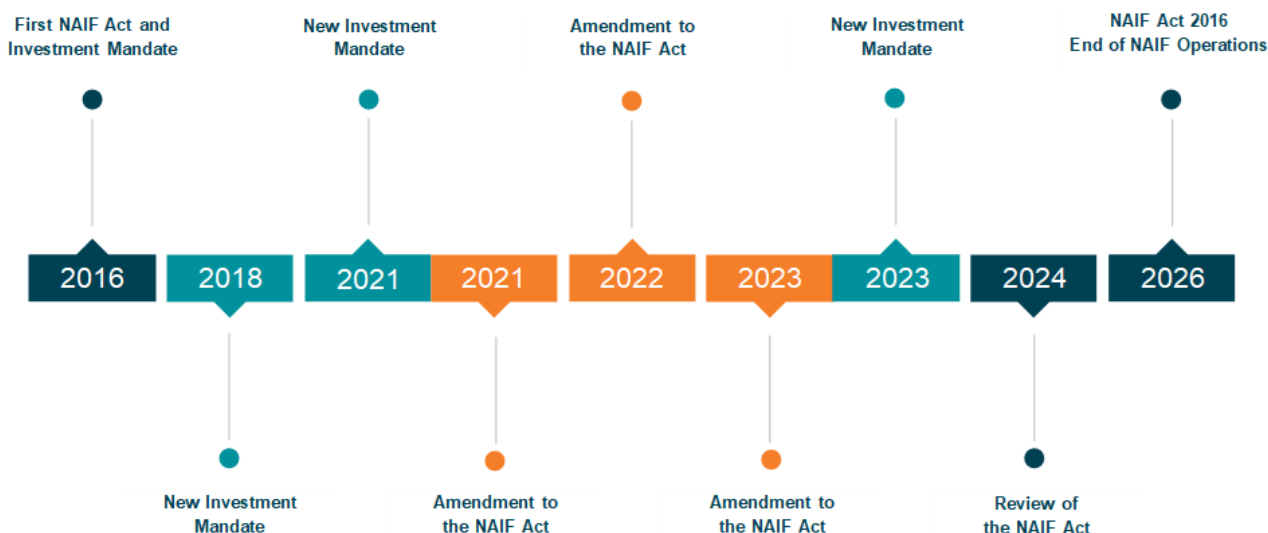 First NAIF Act and
Investment Mandate
New Investment
Mandate
Amendment to
the NAIF Act
New Investment
Mandate
NAIF Act 2016
End of NAIF Operations
2016
2018
2021
2021
2022
2023
2023
2024
2026
New Investment
Mandate
Amendment to
the NAIF Act
Amendment to
the NAIF Act
Review of
the NAIF Act